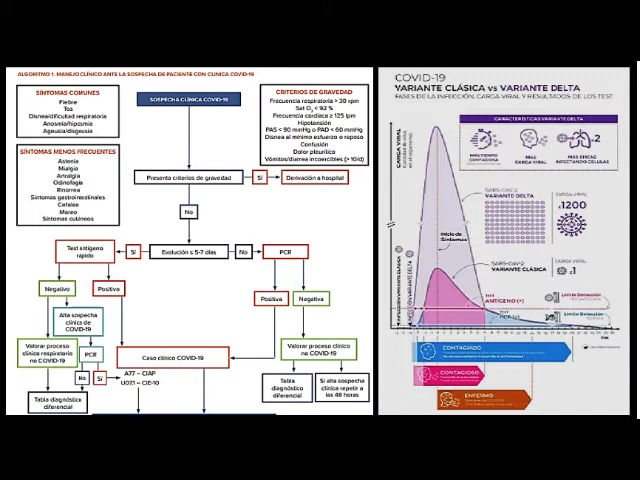 ALGORITMO 1. MANEJO CLÍNICO ANTE LA SOSPECHA DE PACIENTE CON CLINICA COVID-19
SÍNTOMAS COMUNES
Fiebre
Tos
Disnea/dificultad respiratoria
Anosmia/hiposmia
Ageusia/disgeusia
SÍNTOMAS MENOS FRECUENTES
Astenia
Mialgia
Artralgia
Odinofagia
Rinorrea
Síntomas gastrointestinales
Cefalea
Mareo
Síntomas cutáneos
SOSPECHA CLÍNICA COVID-19
CRITERIOS DE GRAVEDAD
Frecuencia respiratoria > 30 rpm
Sat O₂ < 92 %
Frecuencia cardiaca ≥ 125 lpm
Hipotensión
PAS < 90 mmHg o PAD < 60 mmHg
Disnea al mínimo esfuerzo o reposo
Confusión
Dolor pleurítico
Vómitos/diarrea incoercibles (> 10/d)
Presenta criterios de gravedad
Sí
Derivación a hospital
No
Test antígeno
rápido
Sí
Evolución ≤ 5-7 días
No
PCR
Negativo
Positivo
Positiva
Negativa
Alta sospecha
clínica de
COVID-19
Valorar proceso
clínico respiratorio
no COVID-19
PCR
Caso clínico COVID-19
Valorar proceso clínico
no COVID-19
No
Sí
A77 – CIAP
U07.1 – CIE-10
Tabla diagnóstico
diferencial
Tabla
diagnóstico
diferencial
Si alta sospecha
clínica repetir a
las 48 horas
COVID-19
VARIANTE CLÁSICA vs VARIANTE DELTA
FASES DE LA INFECCIÓN, CARGA VIRAL Y RESULTADOS DE LOS TEST
CARGA VIRAL
CARACTERÍSTICAS VARIANTE DELTA
MÁS TIEMPO
CONTAGIOSA
MÁS
CARGA VIRAL
x2
MÁS EFICAZ
INFECTANDO CÉLULAS
SARS-COV-2
VARIANTE DELTA
CARGA VIRAL
x1200
Inicio de
Síntomas
SARS-COV-2
VARIANTE CLÁSICA
CARGA VIRAL
x1
TEST
ANTÍGENO (+)
Límite Detección
TEST
PCR (+)
Límite Detección
CONTAGIADO
CONTAGIOSO
ENFERMO